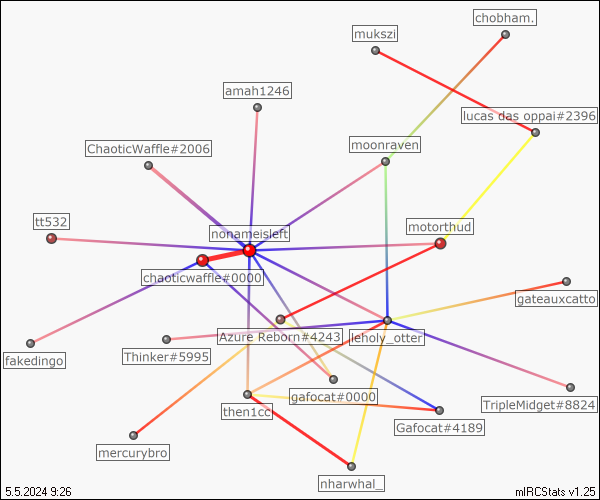 chobham.
mukszi
amah1246
lucas das oppai#2396
ChaoticWaffle#2006
moonraven
tt532
nonameisleft
motorthud
chaoticwaffle#0000
gateauxcatto
Azure Reborn#4243
leholy_otter
fakedingo
Thinker#5995
gafocat#0000
TripleMidget#8824
then1cc
Gafocat#4189
mercurybro
nharwhal_
5.5.2024 9:26
mIRCStats v1.25